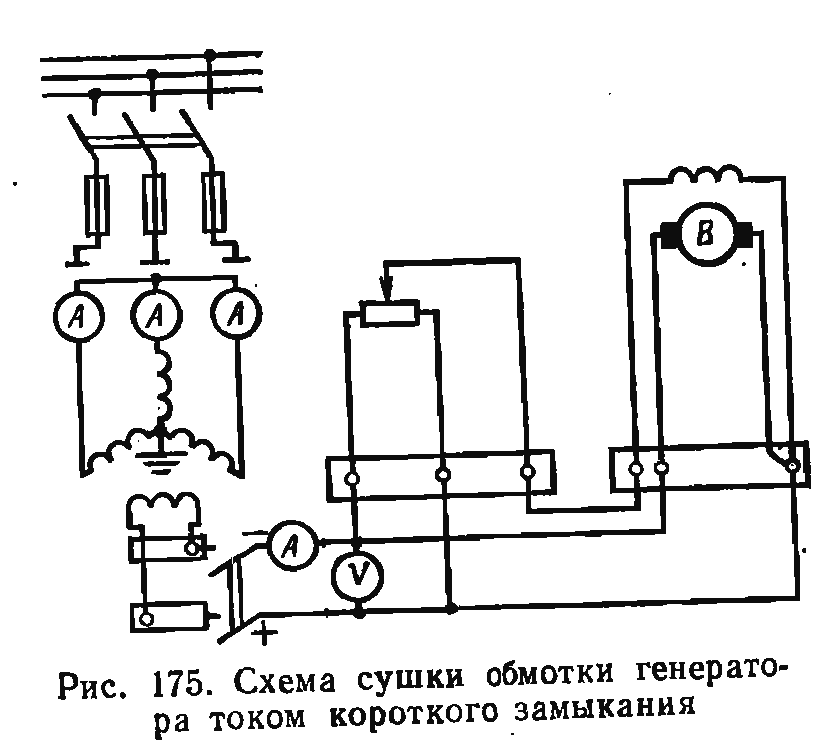 В
А А А
А
V
+
Рис. 175. Схема сушки обмотки генерато-
ра током короткого замыкания